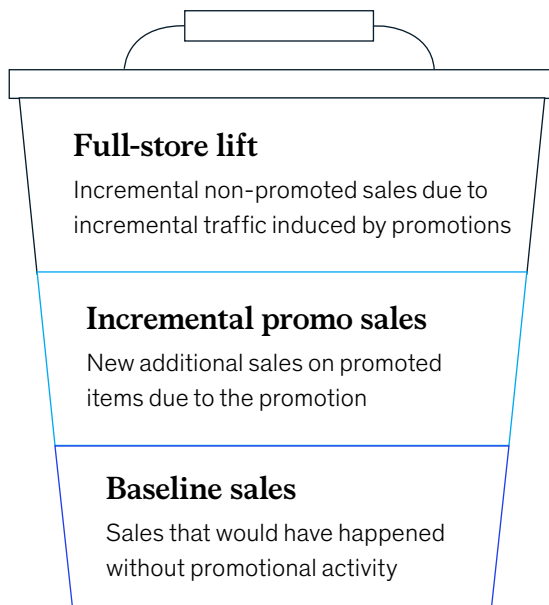 Full-store lift
Incremental non-promoted sales due to
incremental traffic induced by promotions
Incremental promo sales
New additional sales on promoted
items due to the promotion
Baseline sales
Sales that would have happened
without promotional activity